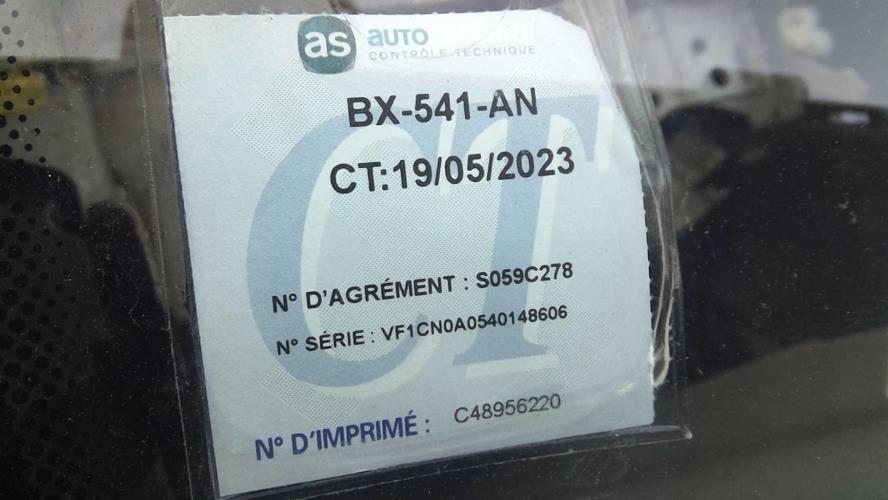 as AUTO
CONTRÔLE TECHNIQUE
BX-541-AN
CT:19/05/2023
N° D'AGRÉMENT : S059C278
N° SÉRIE : VF1CN0A0540148606
N° D'IMPRIMÉ : C48956220
CT